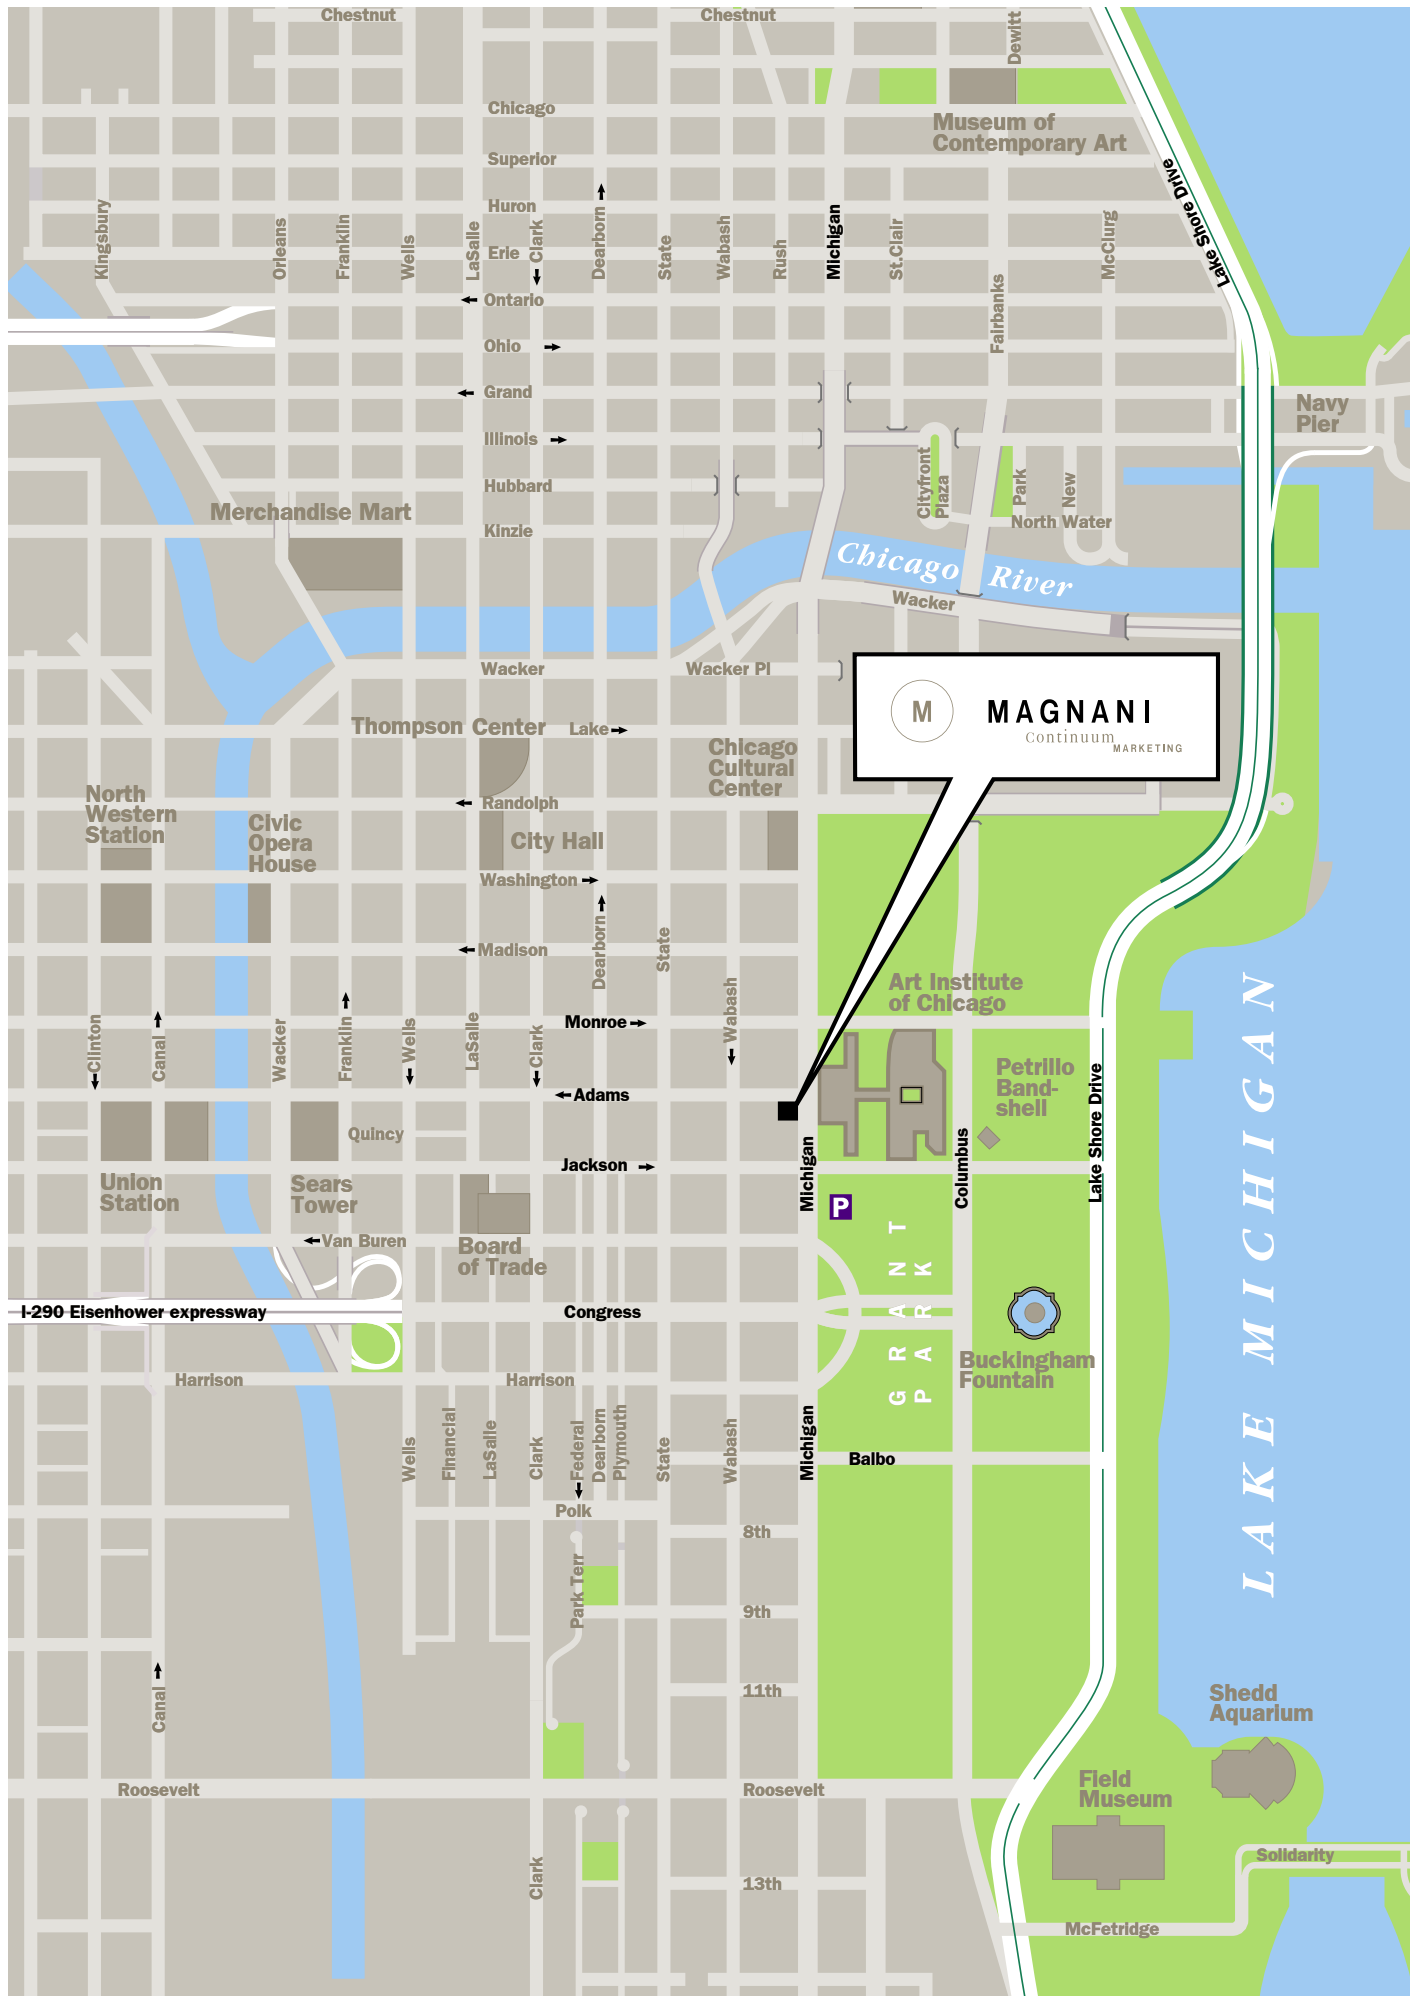 Chestnut
Chestnut
Dewitt
Chicago
Museum of
Contemporary Art
Superior
Lake Shore Drive
Huron
Kingsbury
Orleans
Franklin
Wells
LaSalle
Erie
Clark
Dearborn
State
Wabash
Rush
Michigan
St.Clair
McClurg
Fairbanks
Ontario
Ohio
Grand
Navy
Pier
Illinois
Hubbard
Cityfront
Plaza
Park
New
Merchandise Mart
North Water
Kinzie
Chicago River
Wacker
Wacker
Wacker Pl
M
MAGNANI
Continuum
MARKETING
Thompson Center
Lake
Chicago
Cultural
Center
North
Western
Station
Randolph
Civic
Opera
House
City Hall
Washington
Madison
Dearborn
State
Wabash
Art Institute
of Chicago
LAKE MICHIGAN
Clinton
Canal
Wacker
Franklin
Wells
LaSalle
Clark
Monroe
Petrillo
Band-
shell
Lake Shore Drive
Adams
Quincy
Michigan
Columbus
Jackson
Union
Station
Sears
Tower
P
GRANT
PARK
Van Buren
Board
of Trade
I-290 Eisenhower expressway
Congress
Buckingham
Fountain
Harrison
Harrison
Wells
Financial
LaSalle
Clark
Federal
Dearborn
Plymouth
State
Wabash
Michigan
Balbo
Polk
8th
Park Terr
9th
Canal
11th
Shedd
Aquarium
Roosevelt
Roosevelt
Field
Museum
Clark
Solidarity
13th
McFetridge